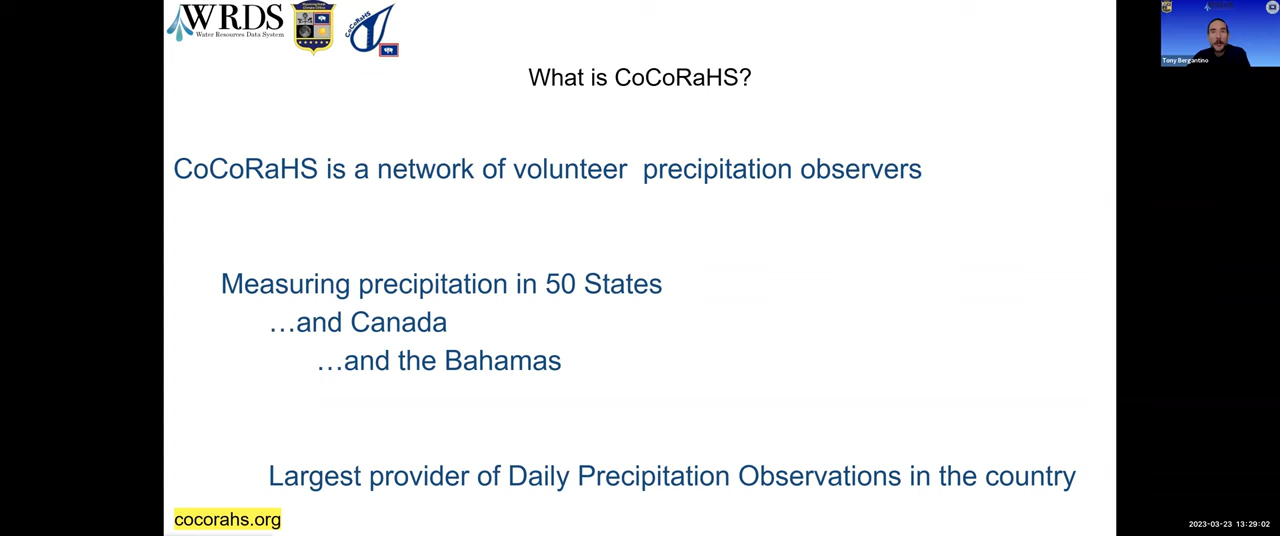 WRDS
Water Resources Data System
CoCoRaHS
What is CoCoRaHS?
CoCoRaHS is a network of volunteer precipitation observers
Measuring precipitation in 50 States
…and Canada
…and the Bahamas
Largest provider of Daily Precipitation Observations in the country
cocorahs.org
Tony Bergantino
2023-03-23 13:29:02